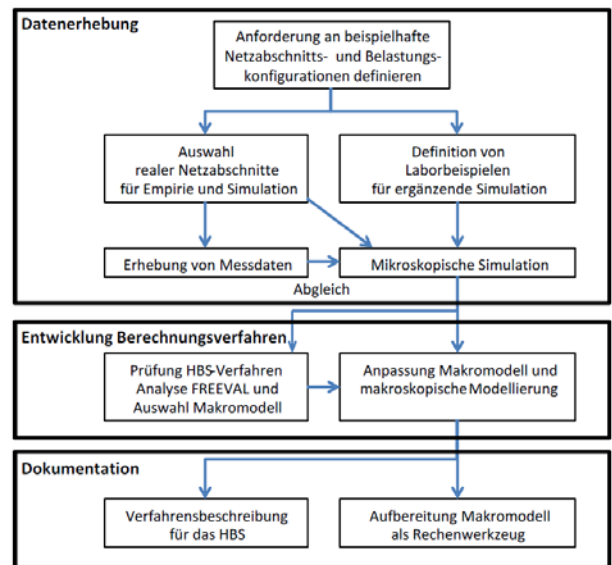 Datenerhebung
Anforderung an beispielhafte
Netzabschnitts- und Belastungs-
konfigurationen definieren
Auswahl
realer Netzabschnitte
für Empirie und Simulation
Definition von
Laborbeispielen
für ergänzende Simulation
Erhebung von Messdaten
Mikroskopische Simulation
Abgleich
Entwicklung Berechnungsverfahren
Prüfung HBS-Verfahren
Analyse FREEVAL und
Auswahl Makromodell
Anpassung Makromodell und
makroskopische Modellierung
Dokumentation
Verfahrensbeschreibung
für das HBS
Aufbereitung Makromodell
als Rechenwerkzeug